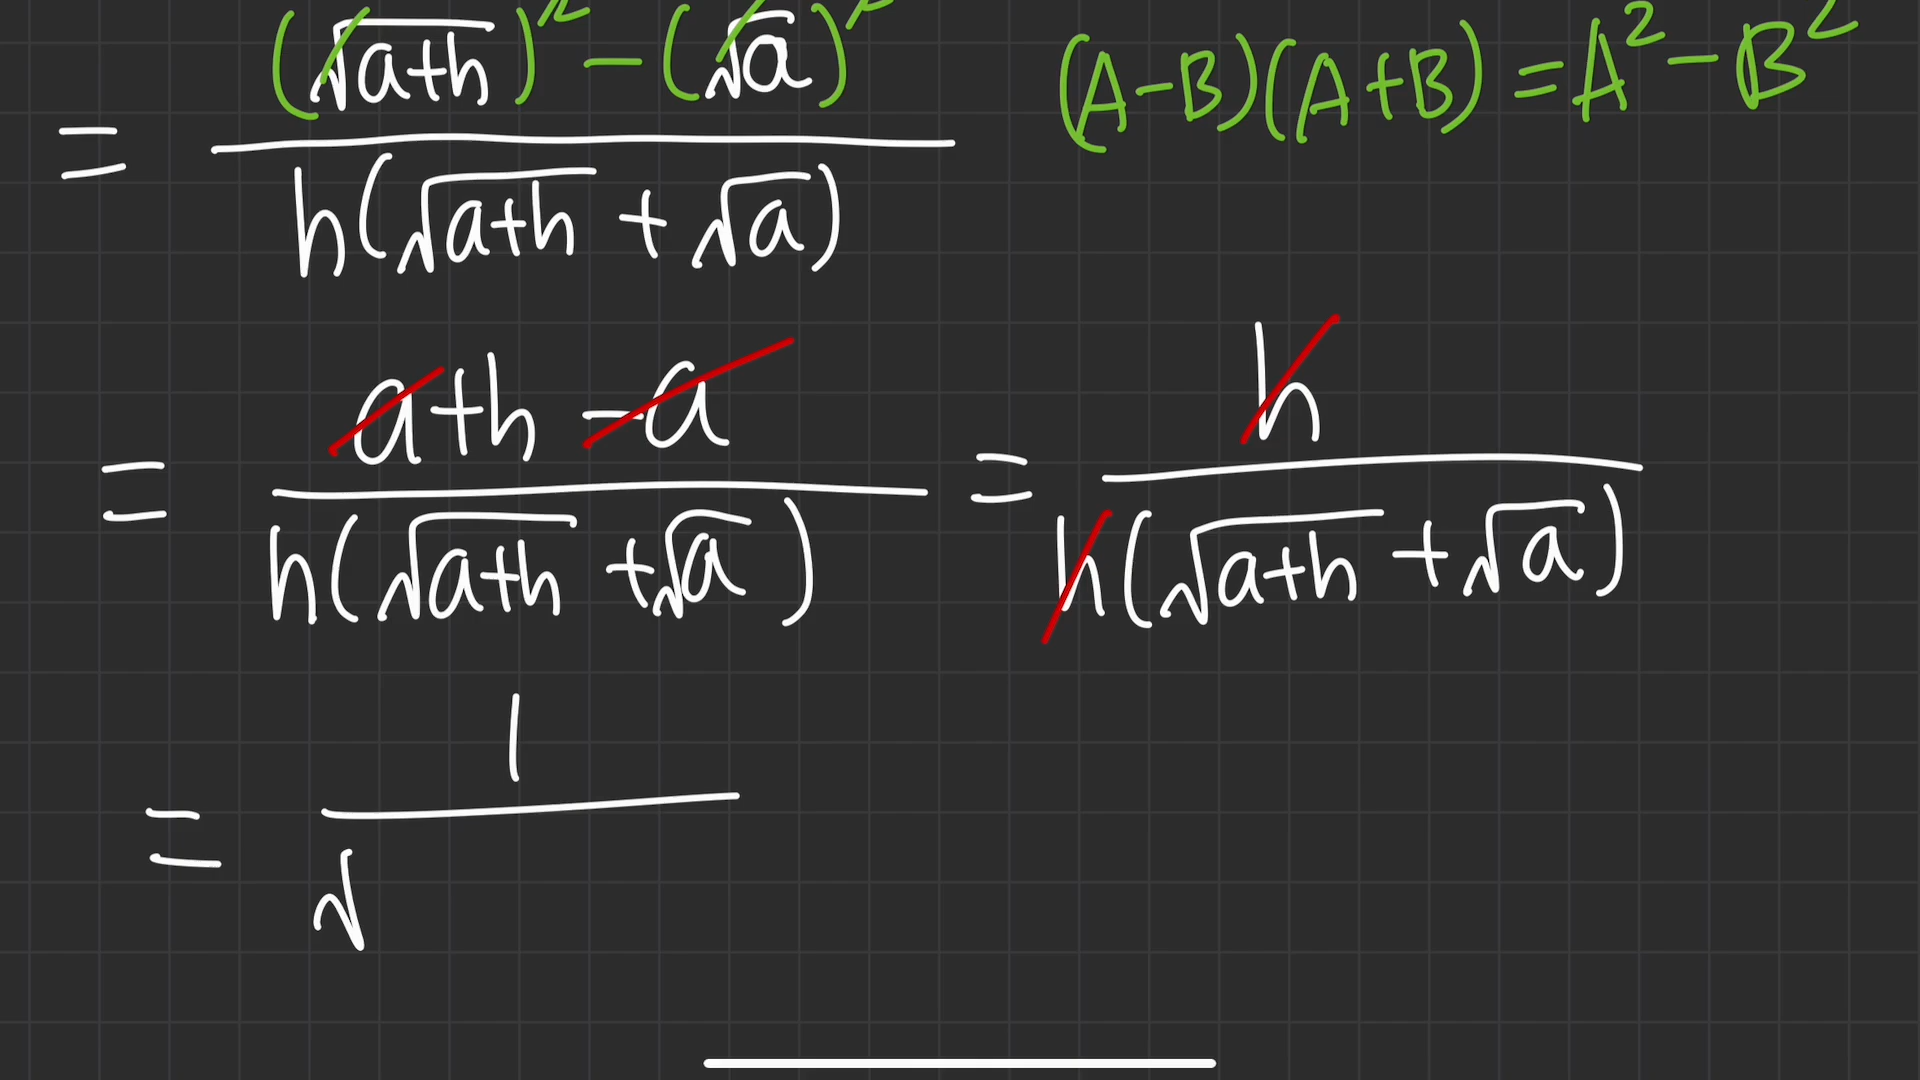 = ((√a+h)² - (√a)²) / (h(√a+h + √a))
(A-B)(A+B) = A² - B²
= (a+h - a) / (h(√a+h + √a)) = h / (h(√a+h + √a))
= 1 / √